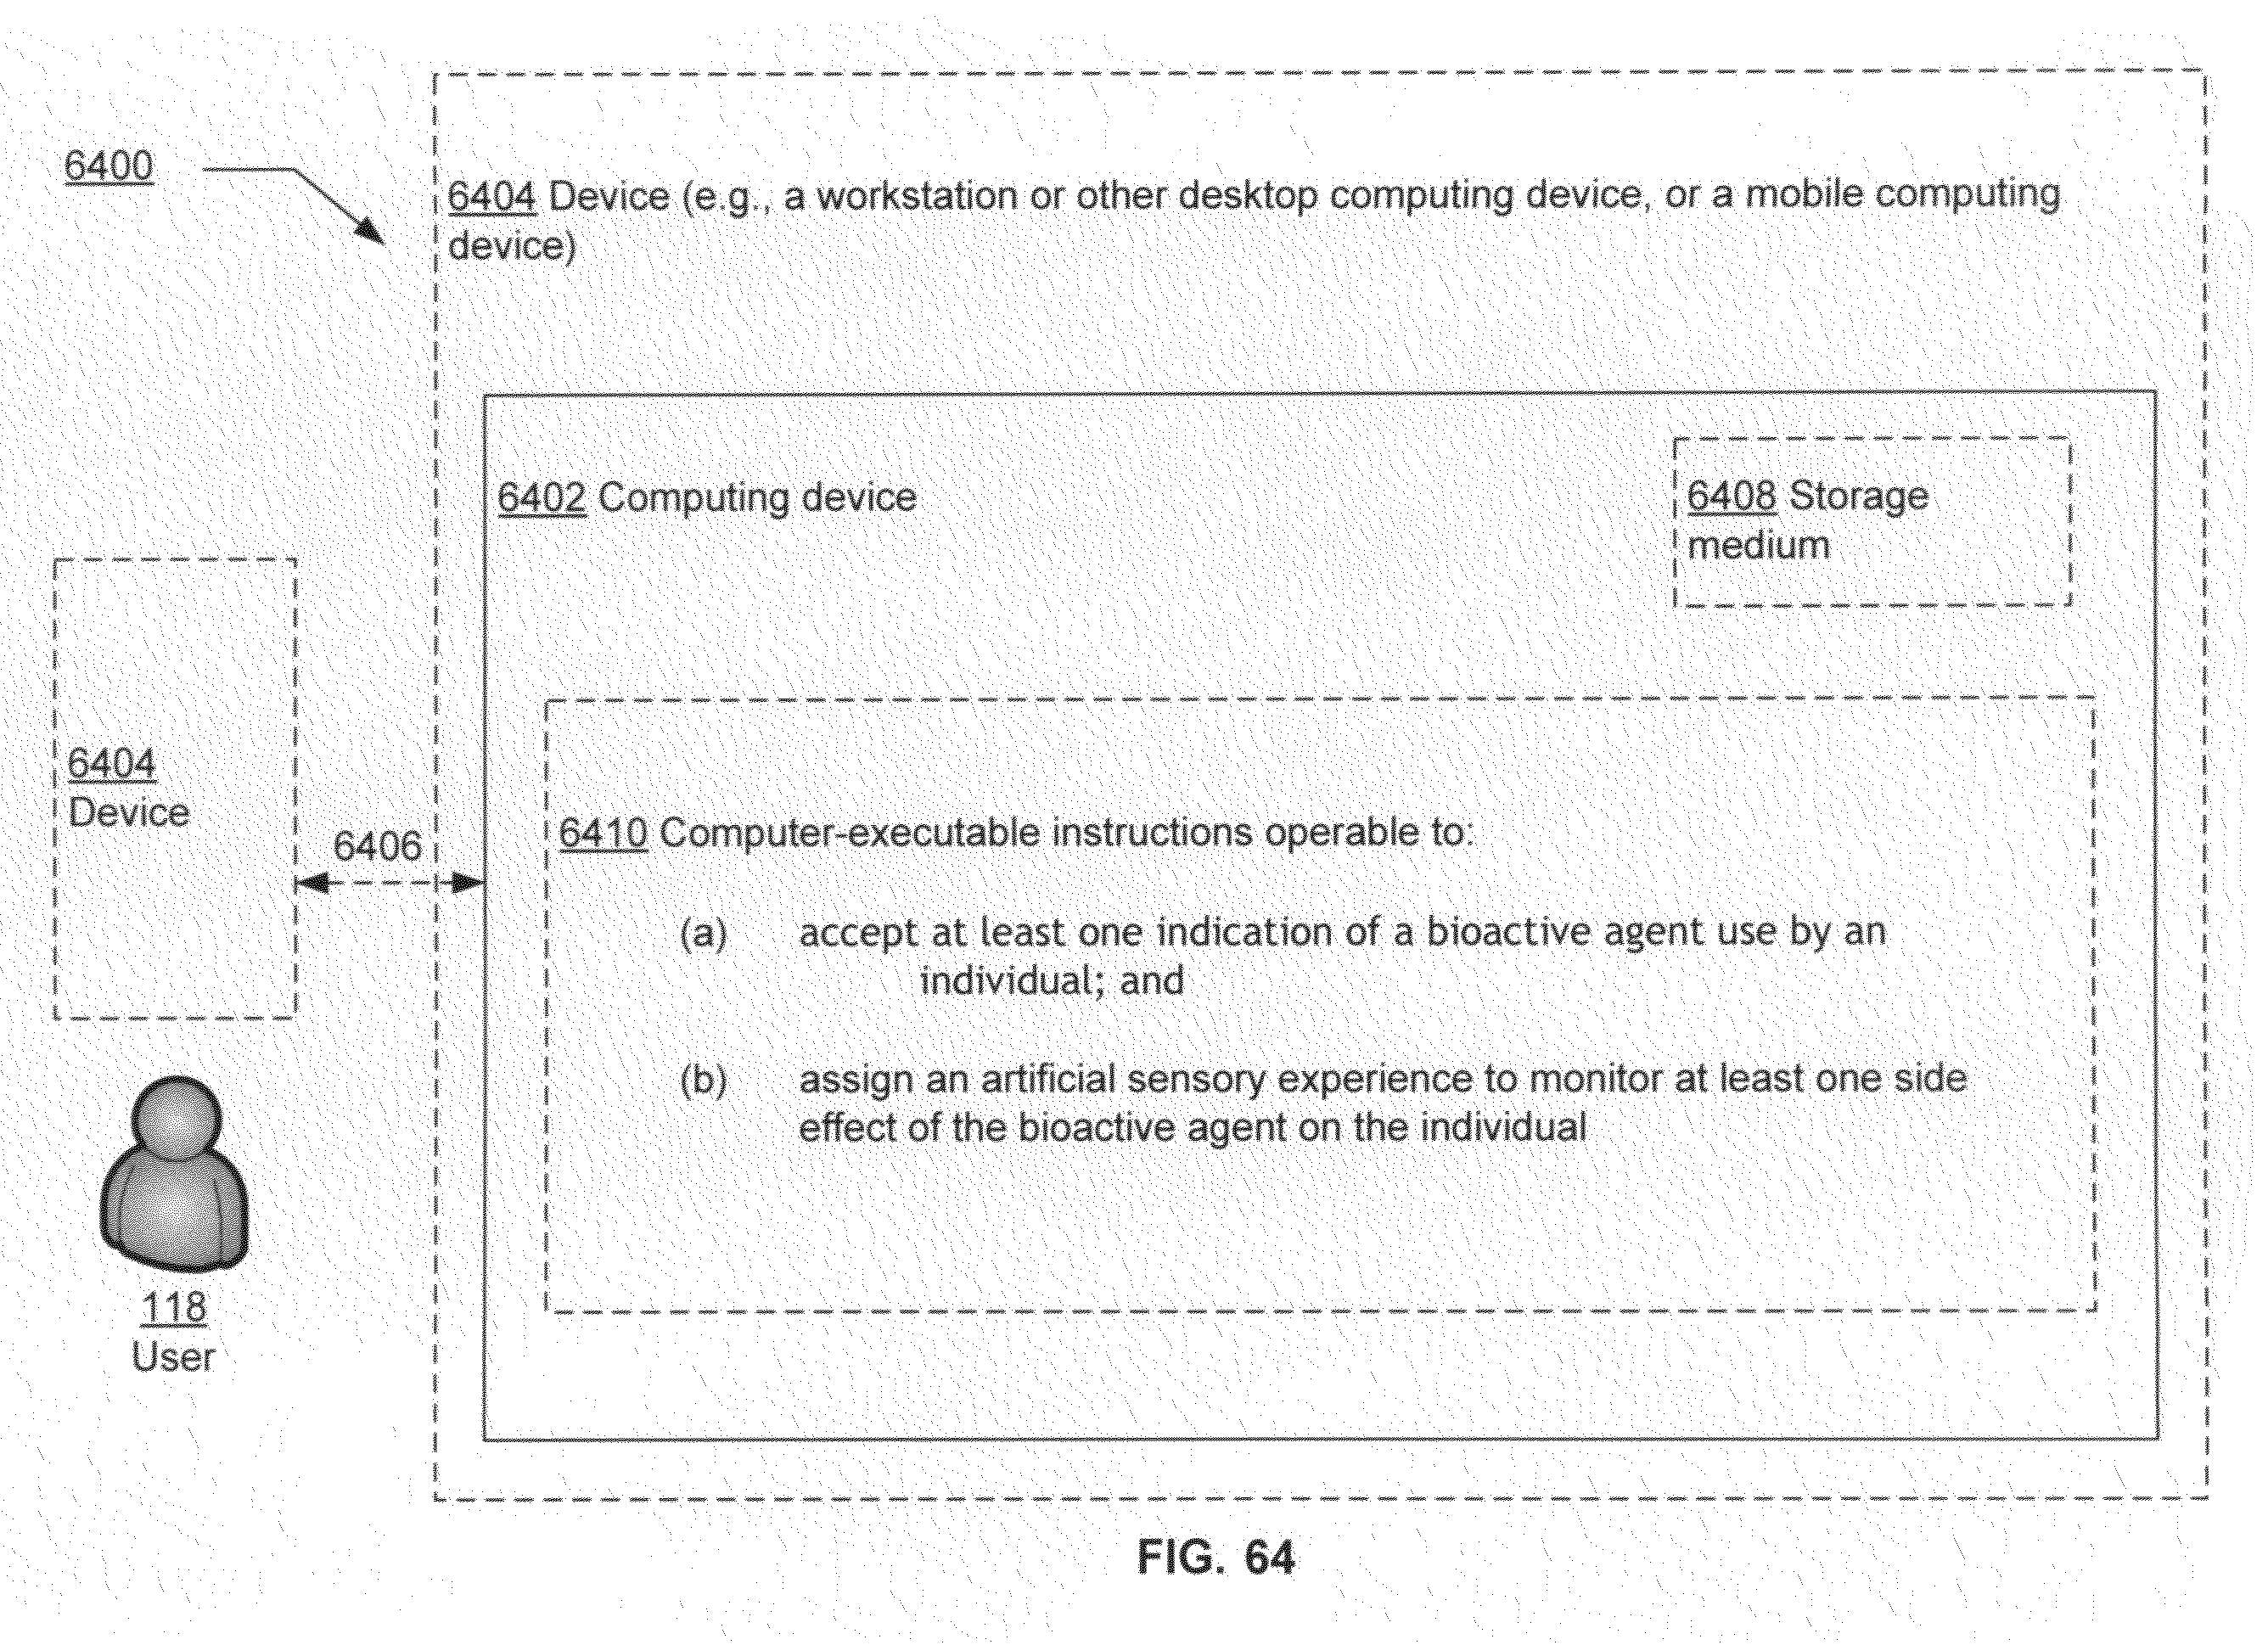 6400
6404 Device (e.g., a workstation or other desktop computing device, or a mobile computing
device)
6402 Computing device
6408 Storage
medium
6404
Device
6406
6410 Computer-executable instructions operable to:
(a) accept at least one indication of a bioactive agent use by an
individual; and
(b) assign an artificial sensory experience to monitor at least one side
effect of the bioactive agent on the individual
118
User
FIG. 64